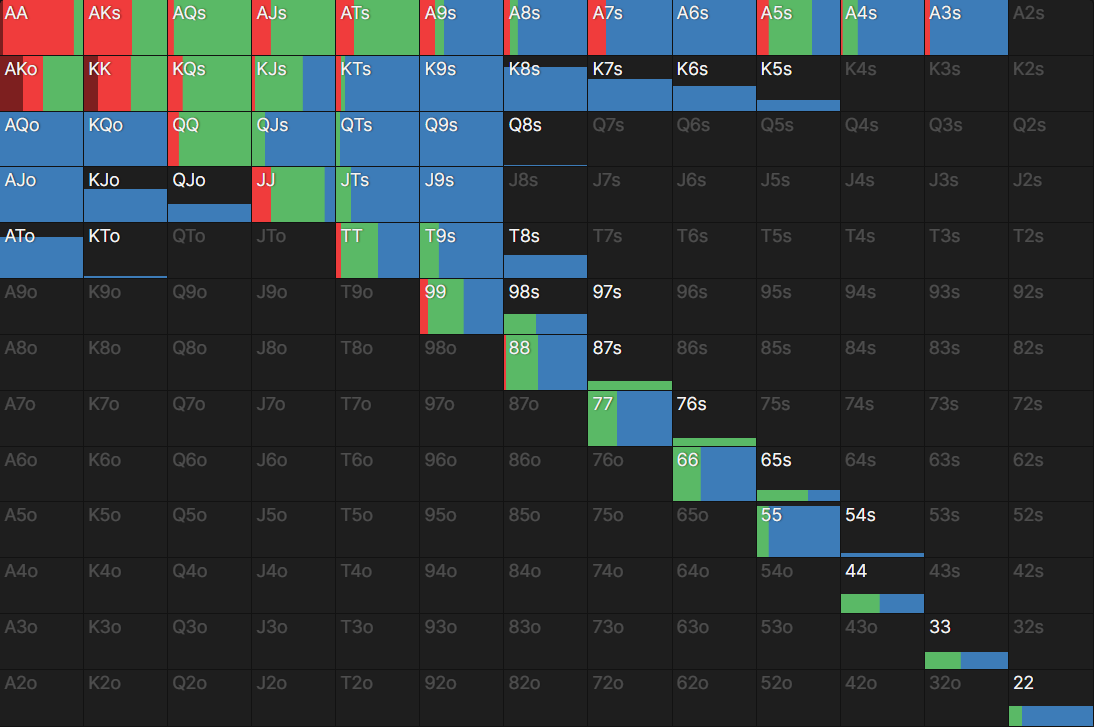 AA AKs AQs AJs ATs A9s A8s A7s A6s A5s A4s A3s A2s
AKo KK KQs KJs KTs K9s K8s K7s K6s K5s K4s K3s K2s
AQo KQo QQ QJs QTs Q9s Q8s Q7s Q6s Q5s Q4s Q3s Q2s
AJo KJo QJo JJ JTs J9s J8s J7s J6s J5s J4s J3s J2s
ATo KTo QTo JTo TT T9s T8s T7s T6s T5s T4s T3s T2s
A9o K9o Q9o J9o T9o 99 98s 97s 96s 95s 94s 93s 92s
A8o K8o Q8o J8o T8o 98o 88 87s 86s 85s 84s 83s 82s
A7o K7o Q7o J7o T7o 97o 87o 77 76s 75s 74s 73s 72s
A6o K6o Q6o J6o T6o 96o 86o 76o 66 65s 64s 63s 62s
A5o K5o Q5o J5o T5o 95o 85o 75o 65o 55 54s 53s 52s
A4o K4o Q4o J4o T4o 94o 84o 74o 64o 54o 44 43s 42s
A3o K3o Q3o J3o T3o 93o 83o 73o 63o 53o 43o 33 32s
A2o K2o Q2o J2o T2o 92o 82o 72o 62o 52o 42o 32o 22